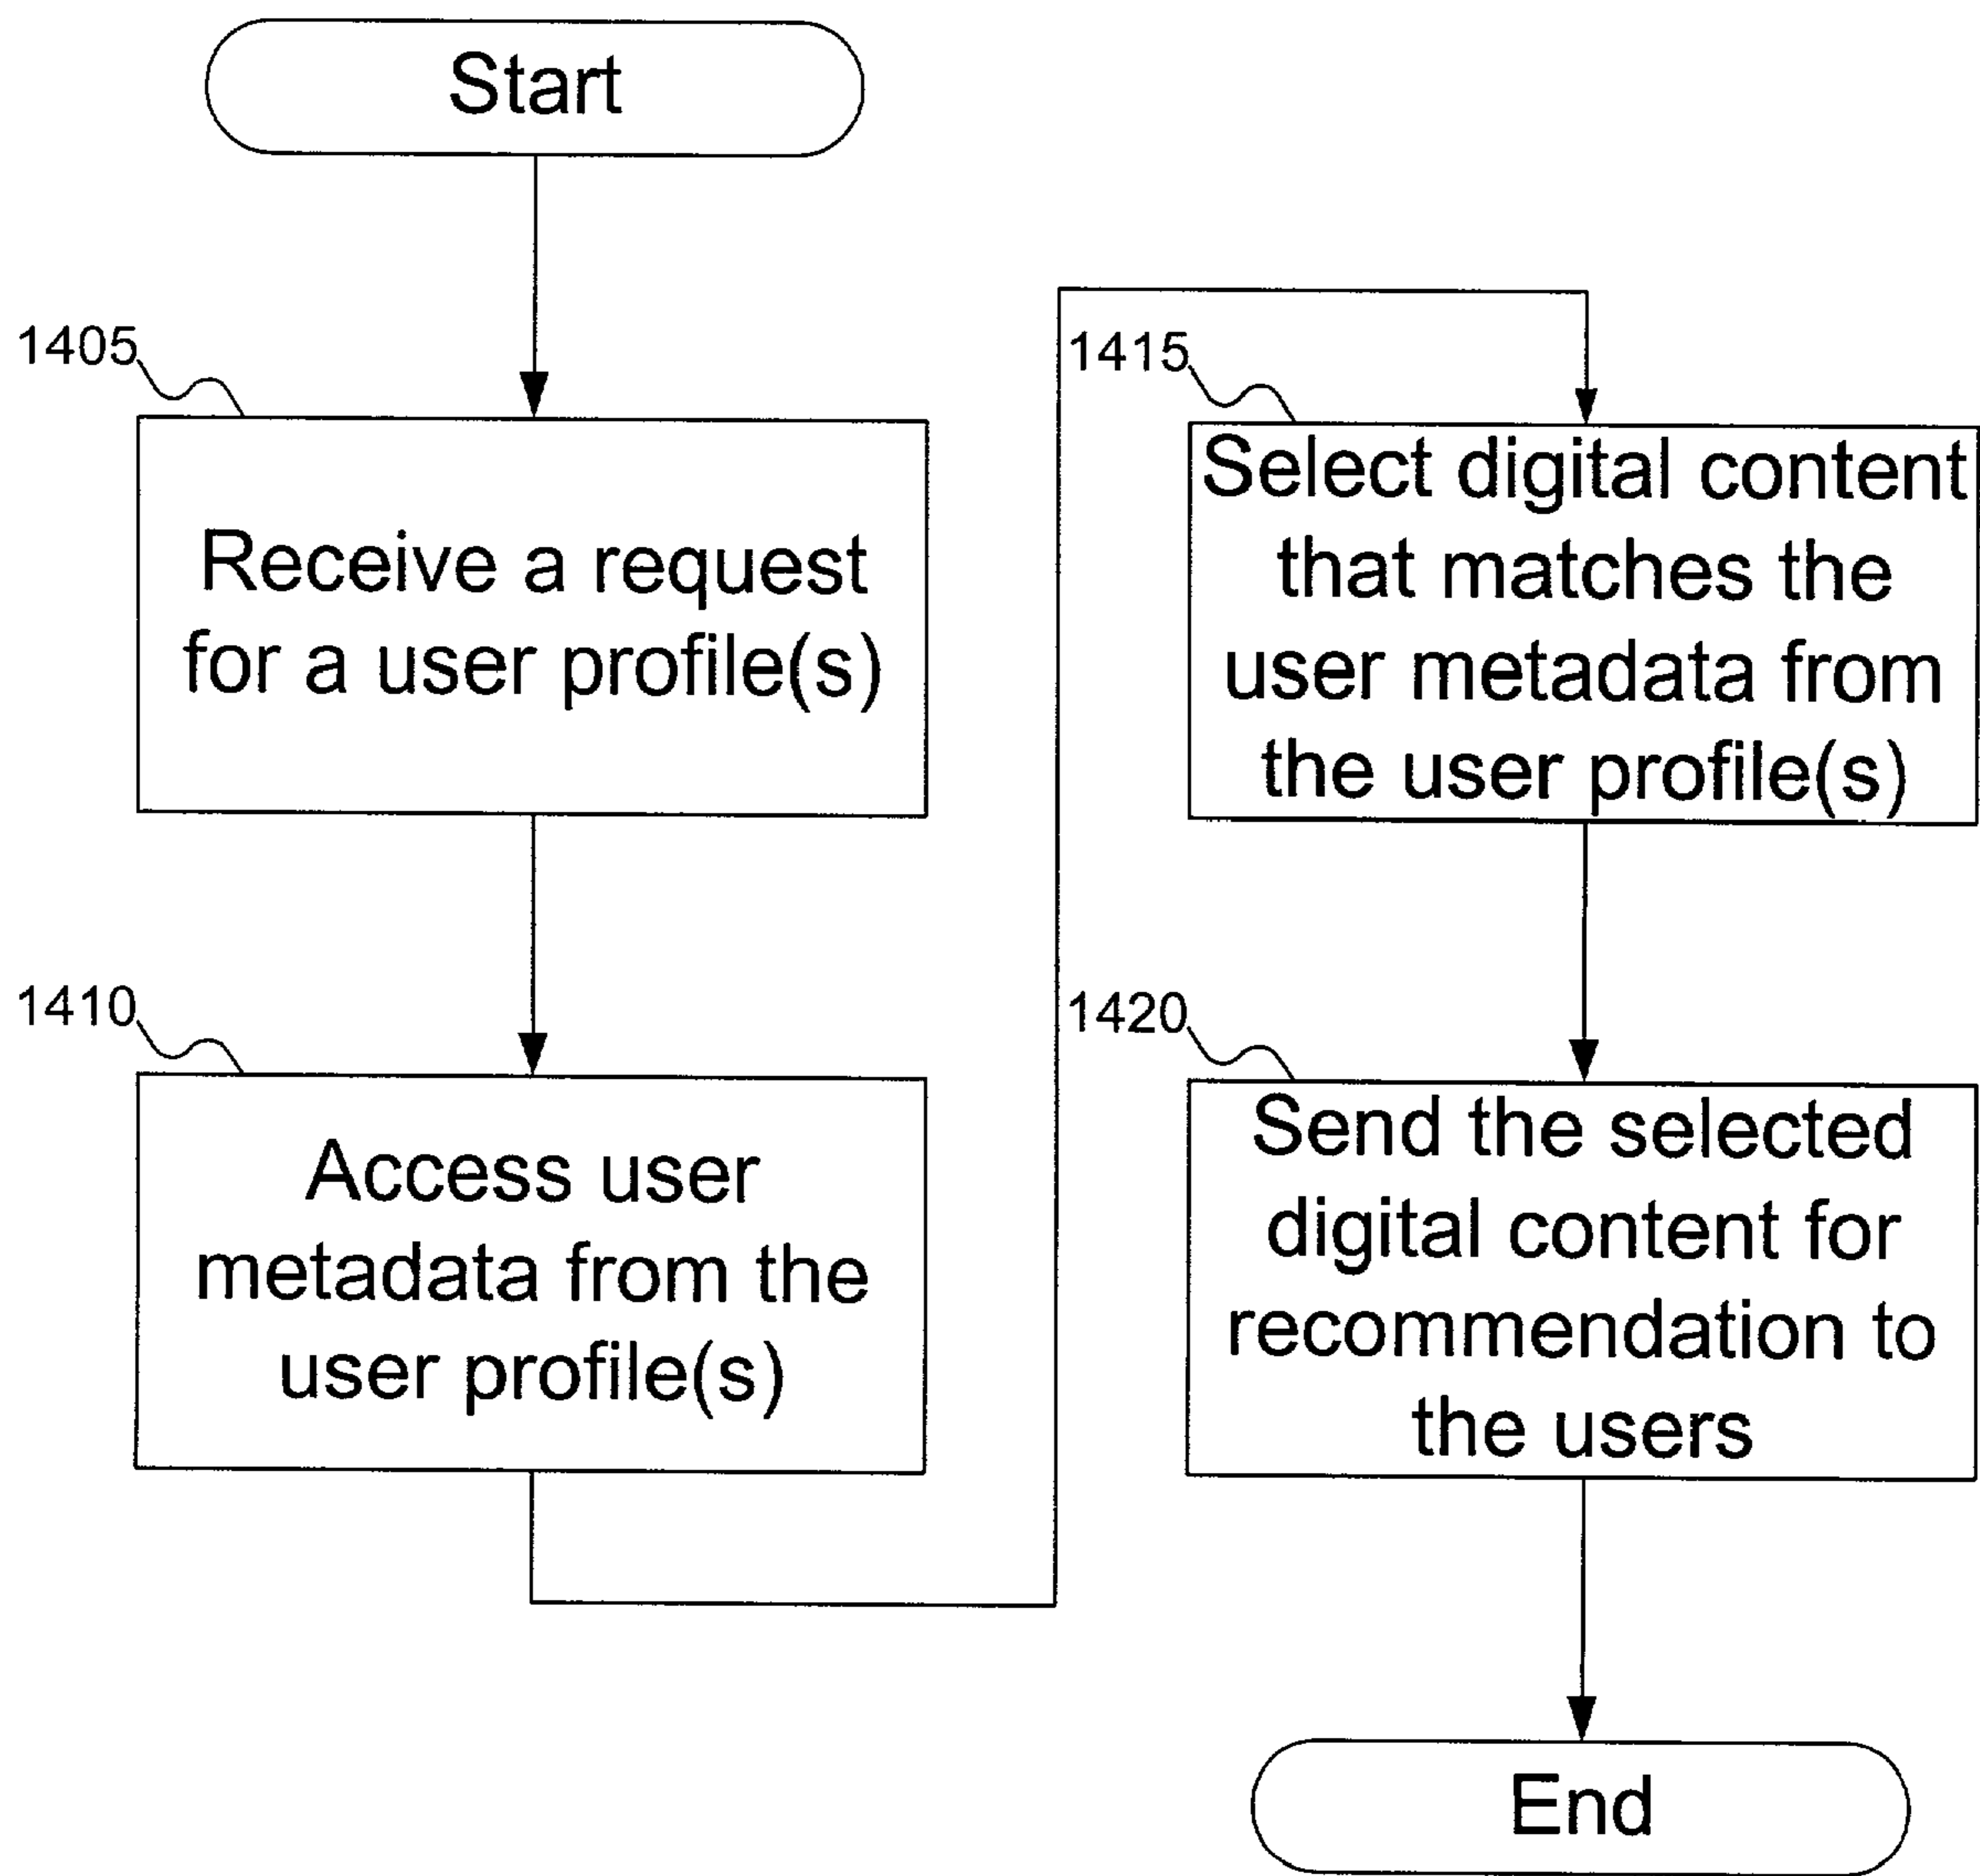 Start
1405
Receive a request
for a user profile(s)
1410
Access user
metadata from the
user profile(s)
1415
Select digital content
that matches the
user metadata from
the user profile(s)
1420
Send the selected
digital content for
recommendation to
the users
End